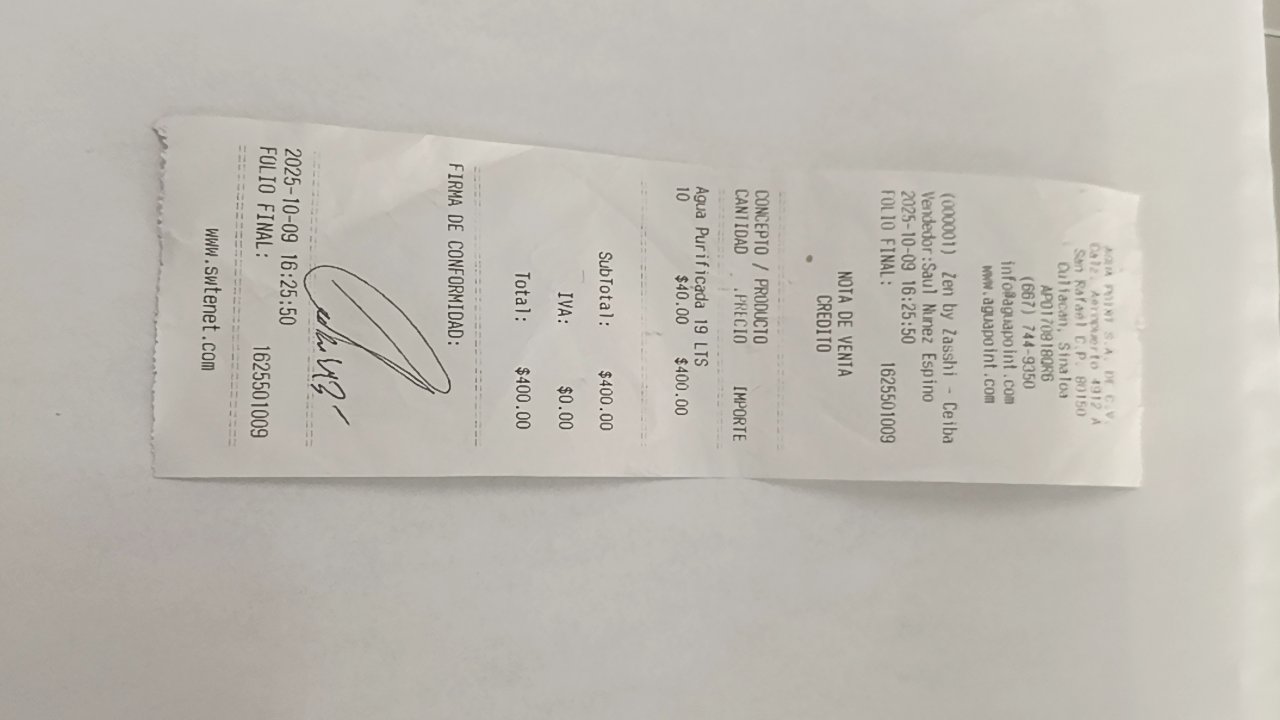 AGUA POINT S.A. DE C.V.
Calz. Aeropuerto 4912 A
San Rafael C.P. 80150
Culiacan, Sinaloa
APO170918QR6
(667) 744-9350
info@aguapoint.com
www.aguapoint.com
(000001) Zen by Zasshi - Ceiba
Vendedor:Saul Nunez Espino
2025-10-09 16:25:50
FOLIO FINAL: 1625501009
NOTA DE VENTA
CREDITO
CONCEPTO / PRODUCTO
CANTIDAD .PRECIO IMPORTE
Agua Purificada 19 LTS
10 $40.00 $400.00
SubTotal: $400.00
IVA: $0.00
Total: $400.00
FIRMA DE CONFORMIDAD:
2025-10-09 16:25:50
FOLIO FINAL: 1625501009
www.swtenet.com